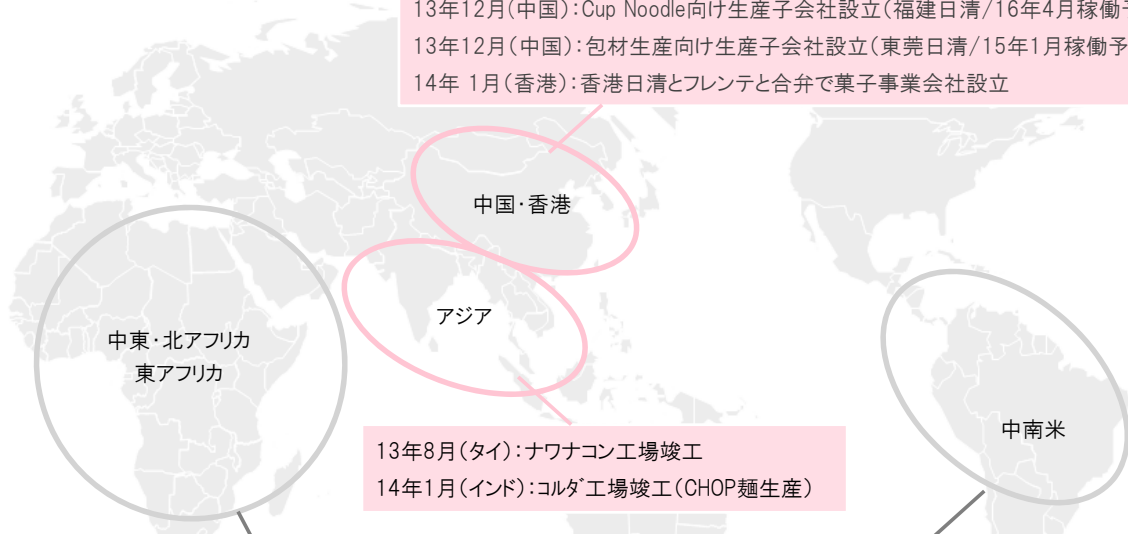 13年12月(中国):Cup Noodle向け生産子会社設立(福建日清/16年4月稼働
13年12月(中国):包材生産向け生産子会社設立(東莞日清/15年1月稼働予
14年 1月(香港):香港日清とフレンテと合弁で菓子事業会社設立
中国・香港
アジア
中東・北アフリカ
東アフリカ
中南米
13年8月(タイ):ナワナコン工場竣工
14年1月(インド):コルダ工場竣工(CHOP麺生産)